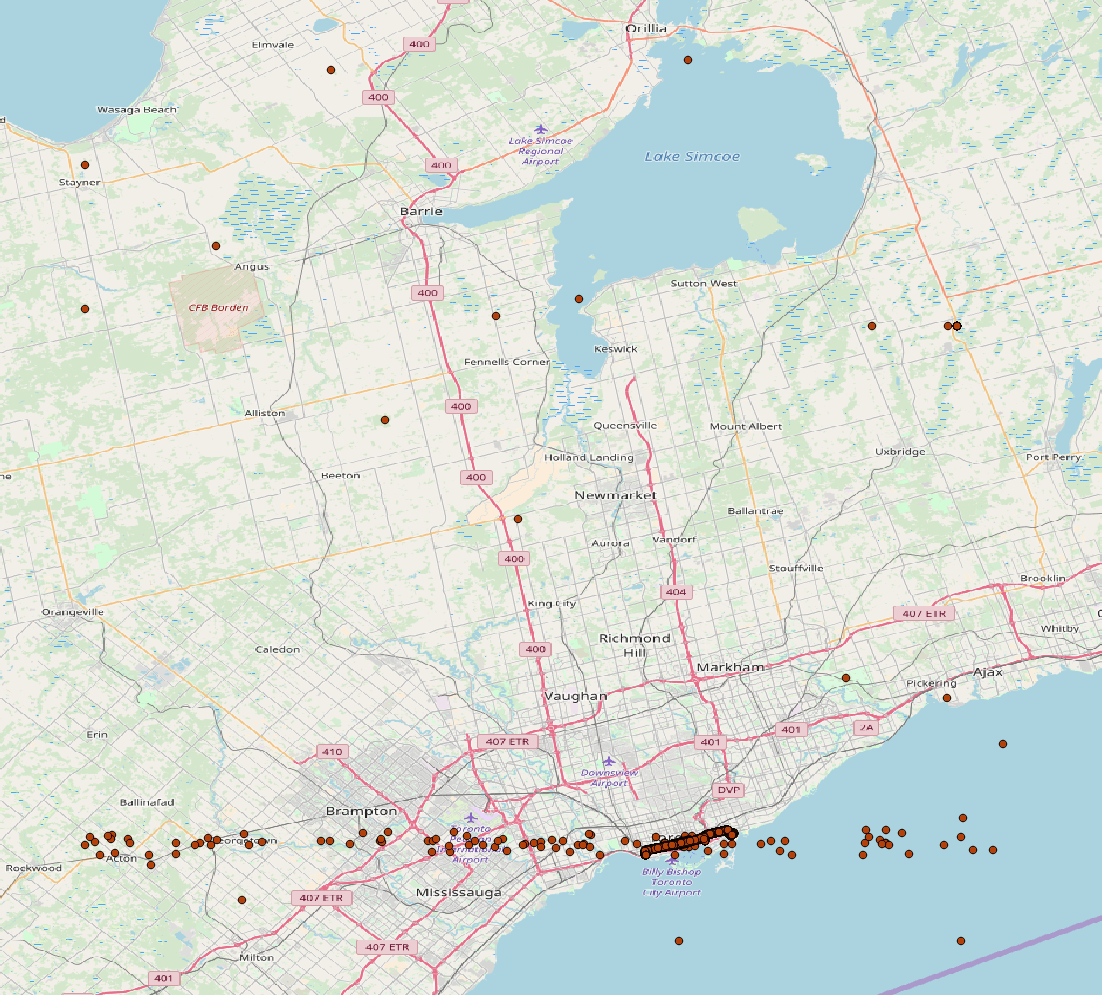 Orillia
Elmvale
400
400
Wasaga Beach
400
Lake Simcoe
Regional
Airport
Lake Simcoe
Stayner
Barrie
Angus
Sutton West
400
CFB Borden
Keswick
Fennells Corner
400
Alliston
Queensville
Mount Albert
Uxbridge
Port Perry
Holland Landing
Beeton
400
Newmarket
Ballantrae
Aurora
Vandorf
400
Stouffville
Brooklin
404
King City
Orangeville
407 ETR
Whitby
Richmond
Hill
Caledon
400
Markham
Ajax
Pickering
Vaughan
Erin
407 ETR
401
401
2A
410
Downsview
Airport
DVP
Ballinafad
Brampton
Toronto
International
Airport
Acton
Rockwood
Billy Bishop
Toronto
City Airport
Mississauga
407 ETR
407 ETR
Milton
401